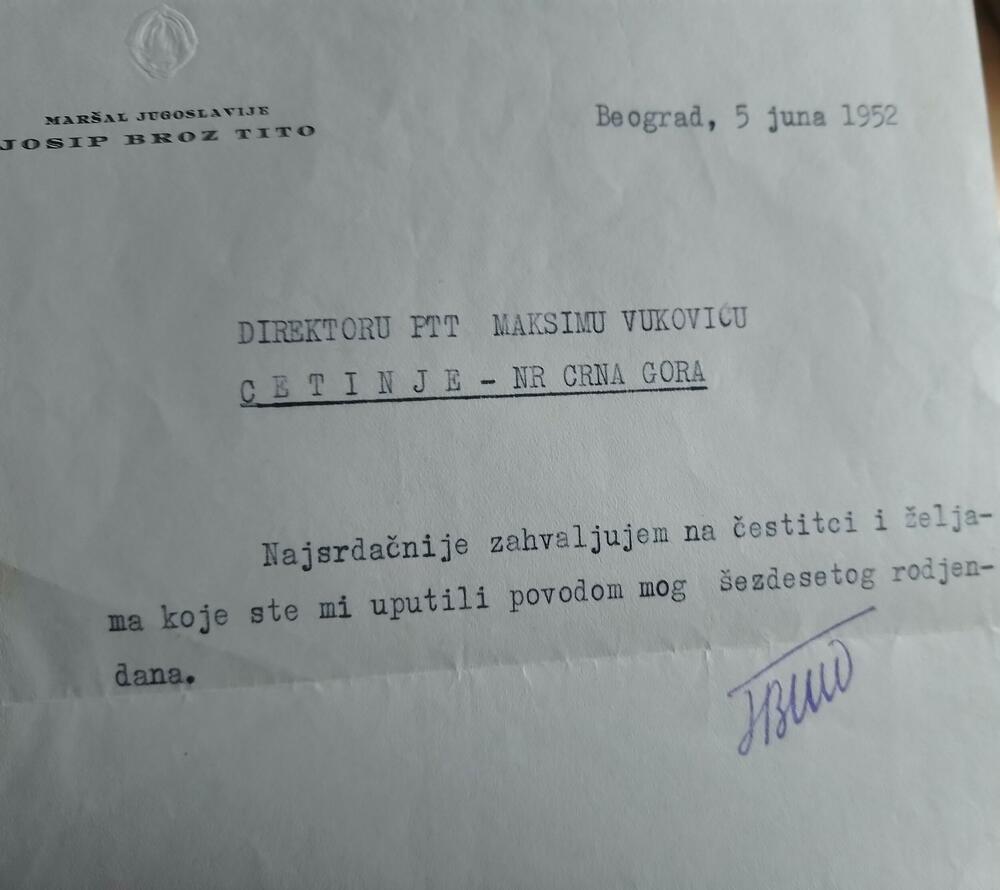 MARŠAL JUGOSLAVIJE
JOSIP BROZ TITO
Beograd, 5 juna 1952
DIREKTORU PTT MAKSIMU VUKOVIĆU
C E T I N J E - NR CRNA GORA
Najsrdačnije zahvaljujem na čestitci i želja-
ma koje ste mi uputili povodom mog šezdesetog rodjen-
dana.